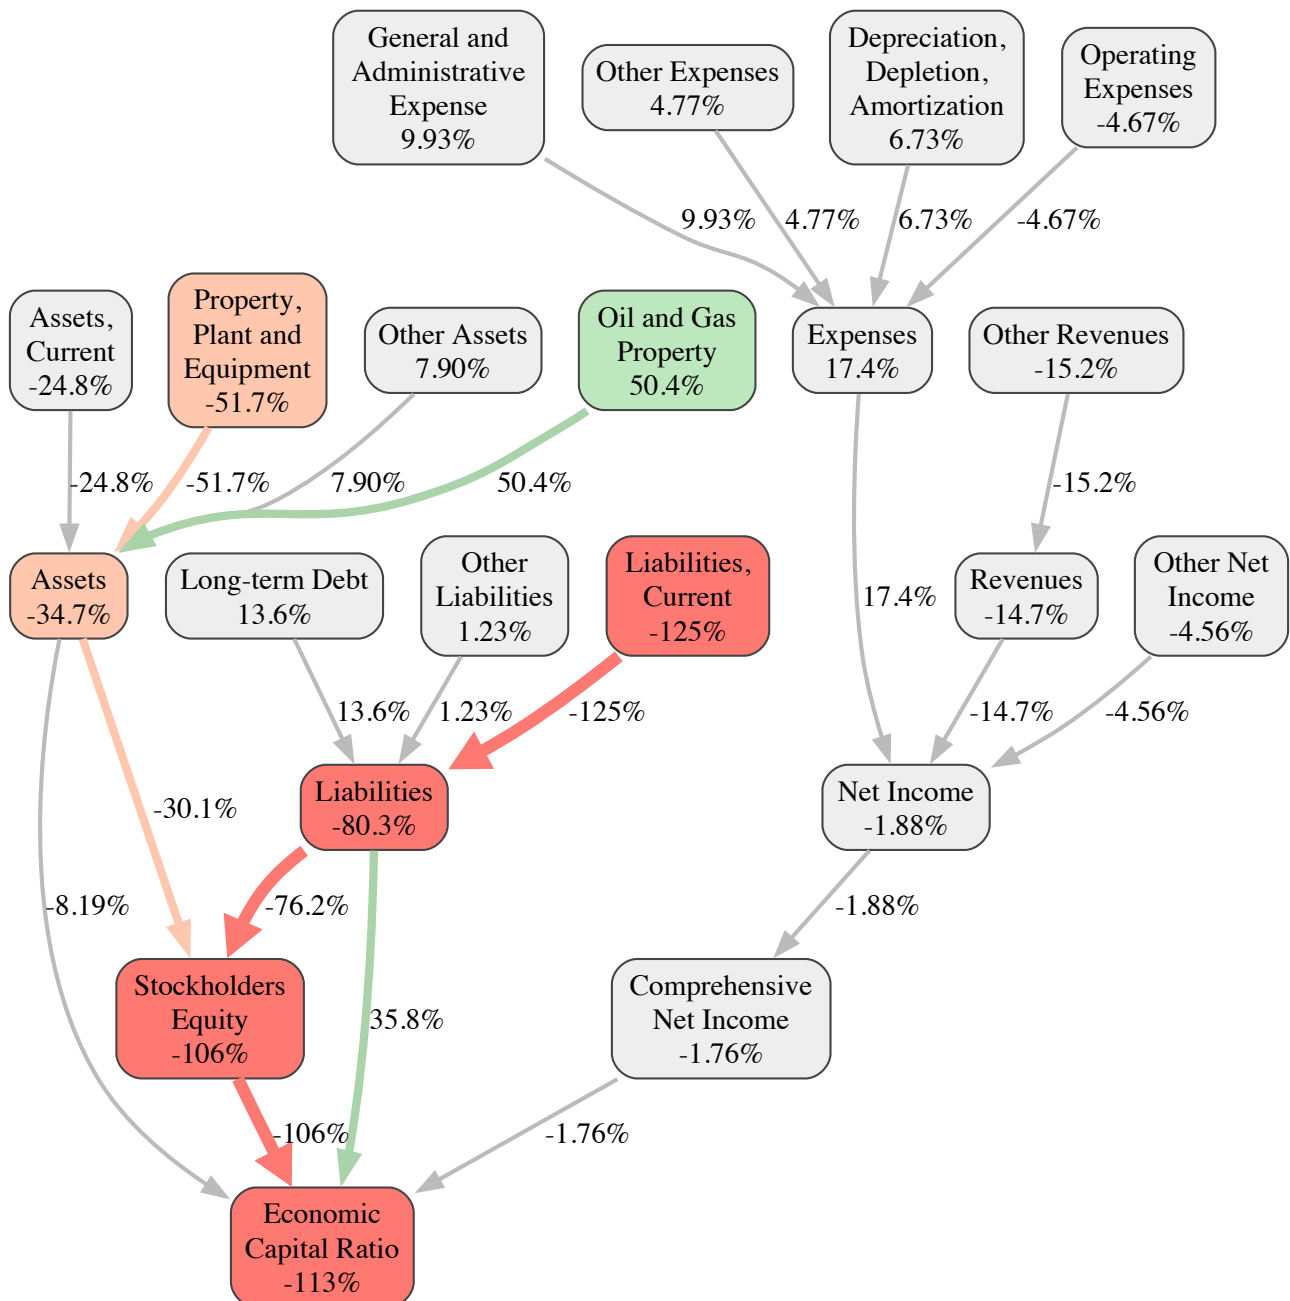 General and
Administrative
Expense
9.93%
Other Expenses
4.77%
Depreciation,
Depletion,
Amortization
6.73%
Operating
Expenses
-4.67%
9.93%
4.77%
6.73%
-4.67%
Assets,
Current
-24.8%
Property,
Plant and
Equipment
-51.7%
Other Assets
7.90%
Oil and Gas
Property
50.4%
Expenses
17.4%
Other Revenues
-15.2%
-24.8%
-51.7%
7.90%
50.4%
-15.2%
Assets
-34.7%
Long-term Debt
13.6%
Other
Liabilities
1.23%
Liabilities,
Current
-125%
17.4%
Revenues
-14.7%
Other Net
Income
-4.56%
13.6%
1.23%
-125%
-14.7%
-4.56%
-30.1%
Liabilities
-80.3%
Net Income
-1.88%
-8.19%
-76.2%
-1.88%
Stockholders
Equity
-106%
35.8%
Comprehensive
Net Income
-1.76%
-106%
-1.76%
Economic
Capital Ratio
-113%